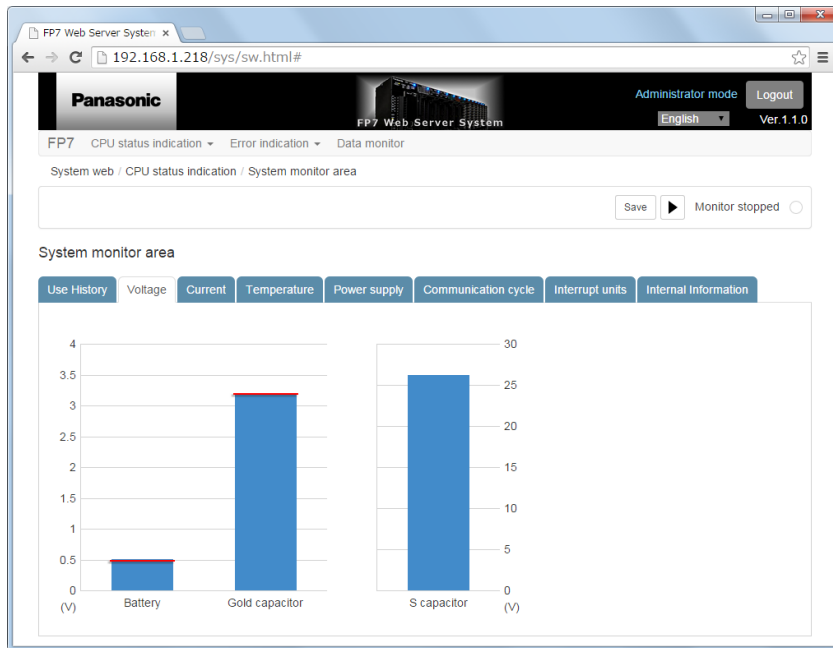 FP7 Web Server System
192.168.1.218/sys/sw.html#
Panasonic
FP7 Web Server System
Administrator mode
Logout
English
Ver.1.1.0
FP7 CPU status indication Error indication Data monitor
System web / CPU status indication / System monitor area
Save Monitor stopped
System monitor area
Use History Voltage Current Temperature Power supply Communication cycle Interrupt units Internal Information
4
3.5
3
2.5
2
1.5
1
0.5
0
(V)
Battery
Gold capacitor
30
25
20
15
10
5
0
(V)
S capacitor